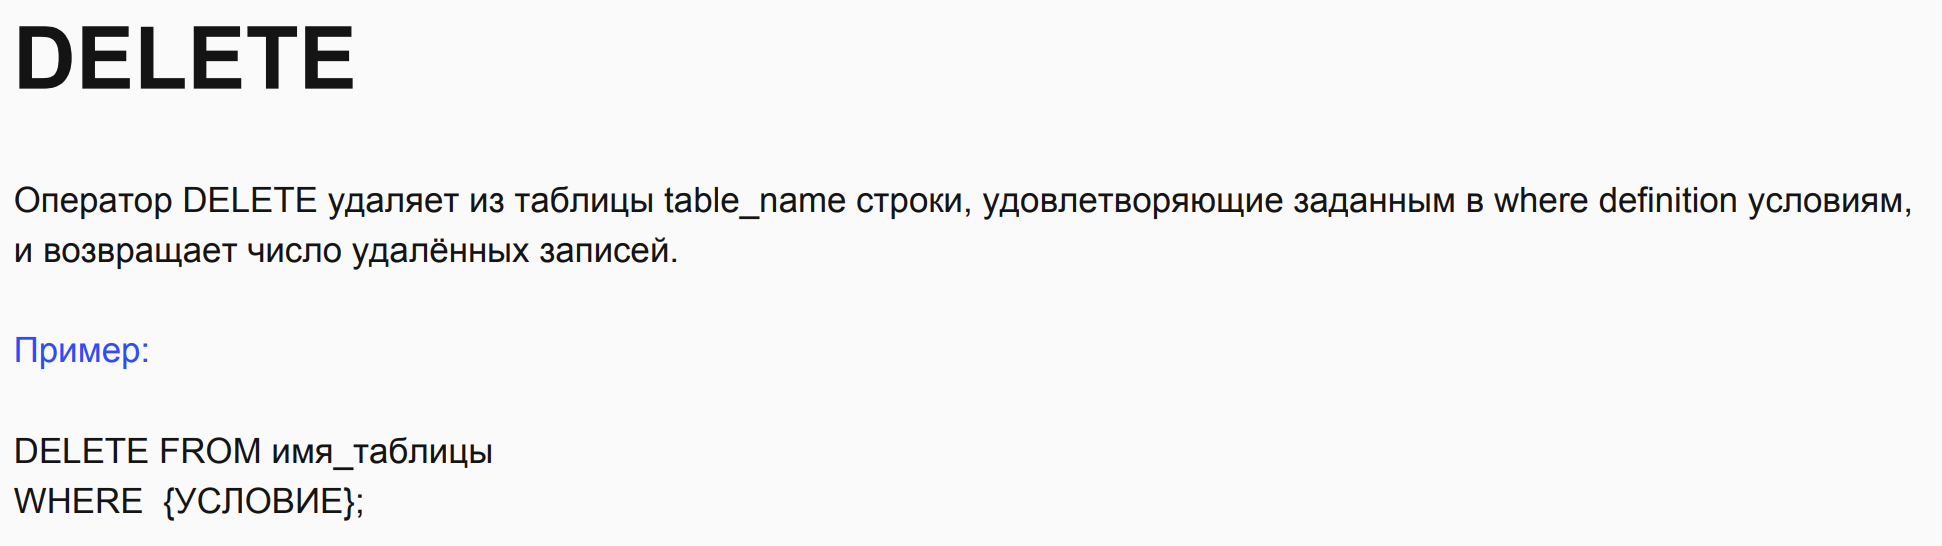 DELETE
Оператор DELETE удаляет из таблицы table_name строки, удовлетворяющие заданным в where definition условиям,
и возвращает число удалённых записей.
Пример:
DELETE FROM имя_таблицы
WHERE  {УСЛОВИЕ};